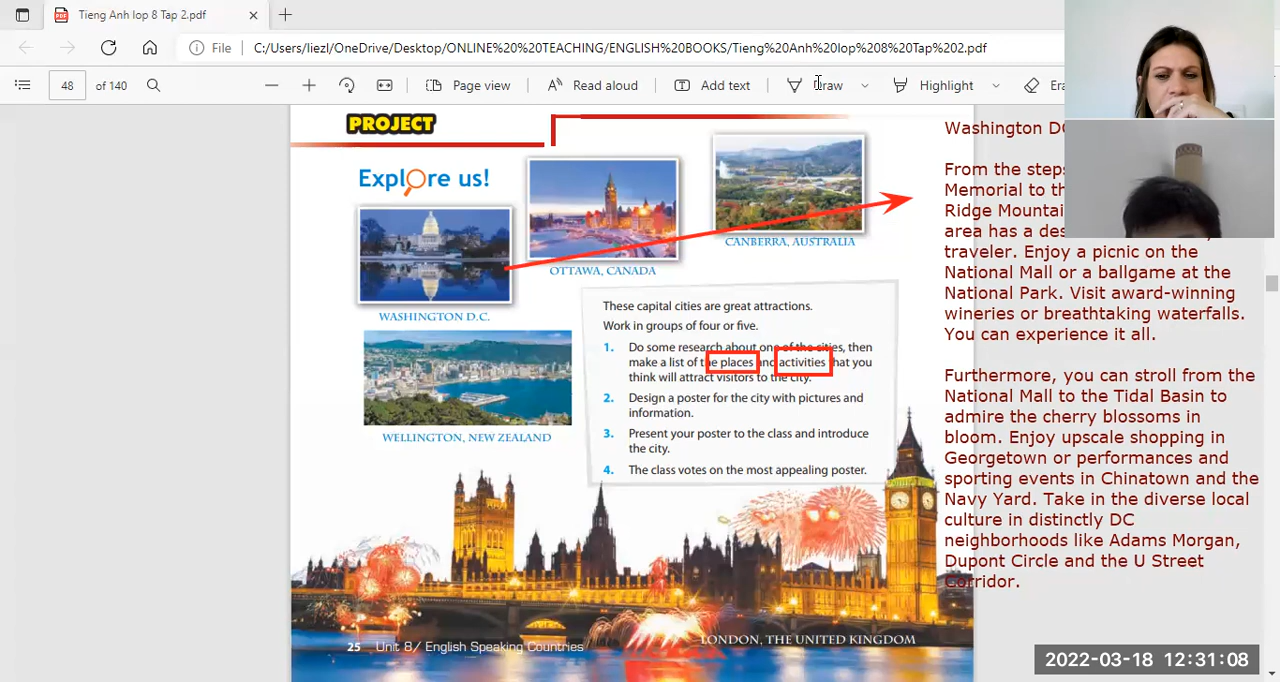 Tieng Anh lop 8 Tap 2.pdf
File C:/Users/liezl/OneDrive/Desktop/ONLINE%20%20TEACHING/ENGLISH%20BOOKS/Tieng%20Anh%20lop%208%20Tap%202.pdf
48 of 140 Page view Read aloud Add text Draw Highlight
PROJECT
Explore us!
WASHINGTON D.C.
OTTAWA, CANADA
CANBERRA, AUSTRALIA
WELLINGTON, NEW ZEALAND
These capital cities are great attractions.
Work in groups of four or five.
1. Do some research about one of the cities, then
make a list of the places and activities that you
think will attract visitors to the city.
2. Design a poster for the city with pictures and
information.
3. Present your poster to the class and introduce
the city.
4. The class votes on the most appealing poster.
LONDON, THE UNITED KINGDOM
25 Unit 8/ English Speaking Countries
Washington
From the steps
Memorial to th
Ridge Mountai
area has a des
traveler. Enjoy a picnic on the
National Mall or a ballgame at the
National Park. Visit award-winning
wineries or breathtaking waterfalls.
You can experience it all.
Furthermore, you can stroll from the
National Mall to the Tidal Basin to
admire the cherry blossoms in
bloom. Enjoy upscale shopping in
Georgetown or performances and
sporting events in Chinatown and the
Navy Yard. Take in the diverse local
culture in distinctly DC
neighborhoods like Adams Morgan,
Dupont Circle and the U Street
Corridor.
2022-03-18 12:31:08